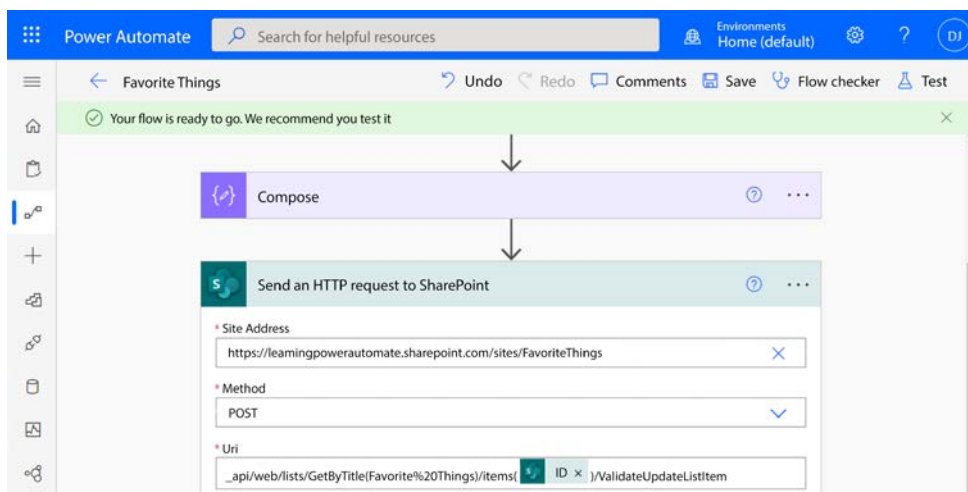 Power Automate
Search for helpful resources
Environments
Home (default)
?
DJ
Favorite Things
Undo
Redo
Comments
Save
Flow checker
Test
Your flow is ready to go. We recommend you test it
Compose
Send an HTTP request to SharePoint
* Site Address
https://leamingpowerautomate.sharepoint.com/sites/FavoriteThings
* Method
POST
* Uri
_api/web/lists/GetByTitle(Favorite%20Things)/items( ID × )/ValidateUpdateListItem